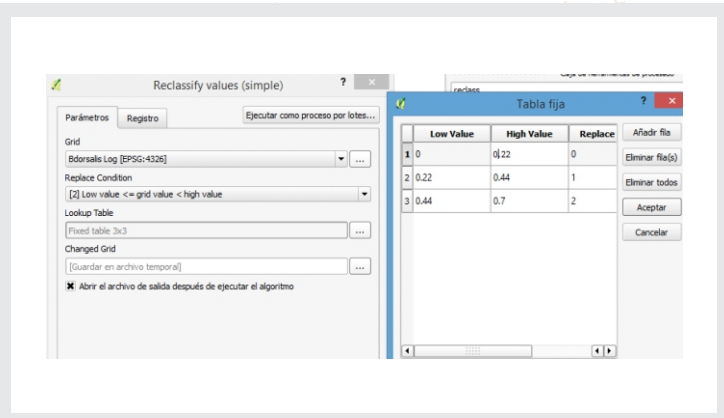 Reclassify values (simple)
?
Parámetros
Registro
Ejecutar como proceso por lotes...
Grid
Bdorsalis Log [EPSG:4326]
...
Replace Condition
[2] Low value <= grid value < high value
Lookup Table
Fixed table 3x3
...
Changed Grid
[Guardar en archivo temporal]
...
Abrir el archivo de salida después de ejecutar el algoritmo
reclass
Tabla fija
?
Low Value High Value Replace
1 0 0.22 0
2 0.22 0.44 1
3 0.44 0.7 2
Añadir fila
Eliminar fila(s)
Eliminar todos
Aceptar
Cancelar